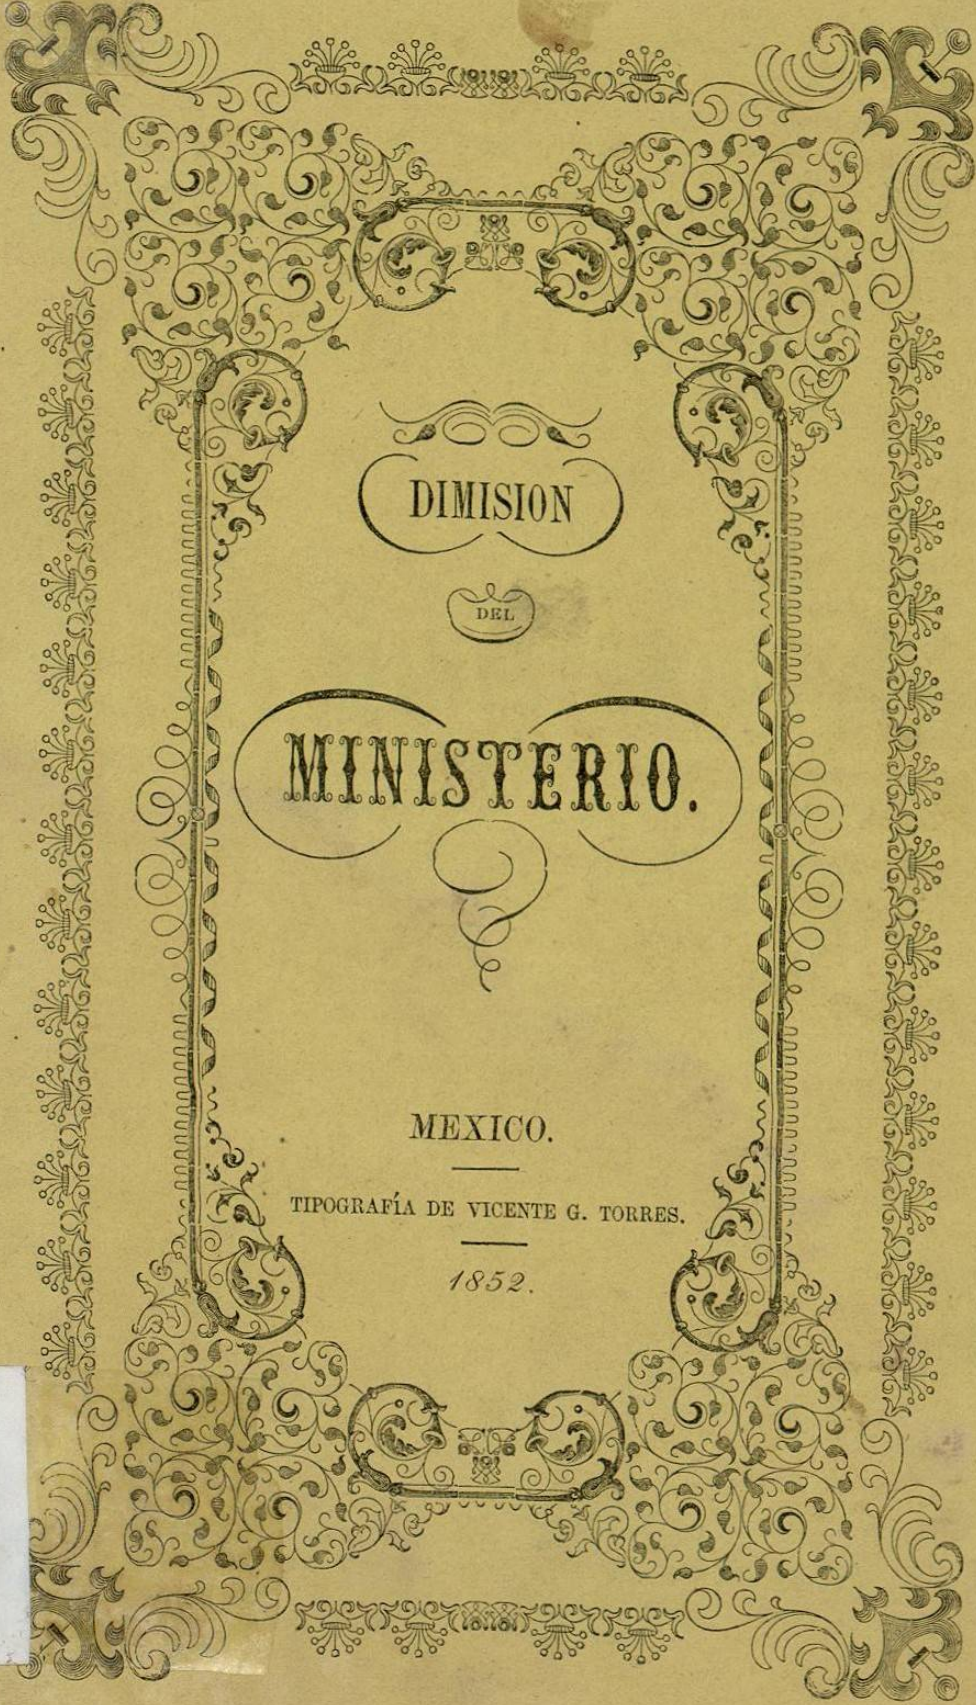 DIMISION
DEL
MINISTERIO.
MEXICO.
TIPOGRAFÍA DE VICENTE G. TORRES.
1852.